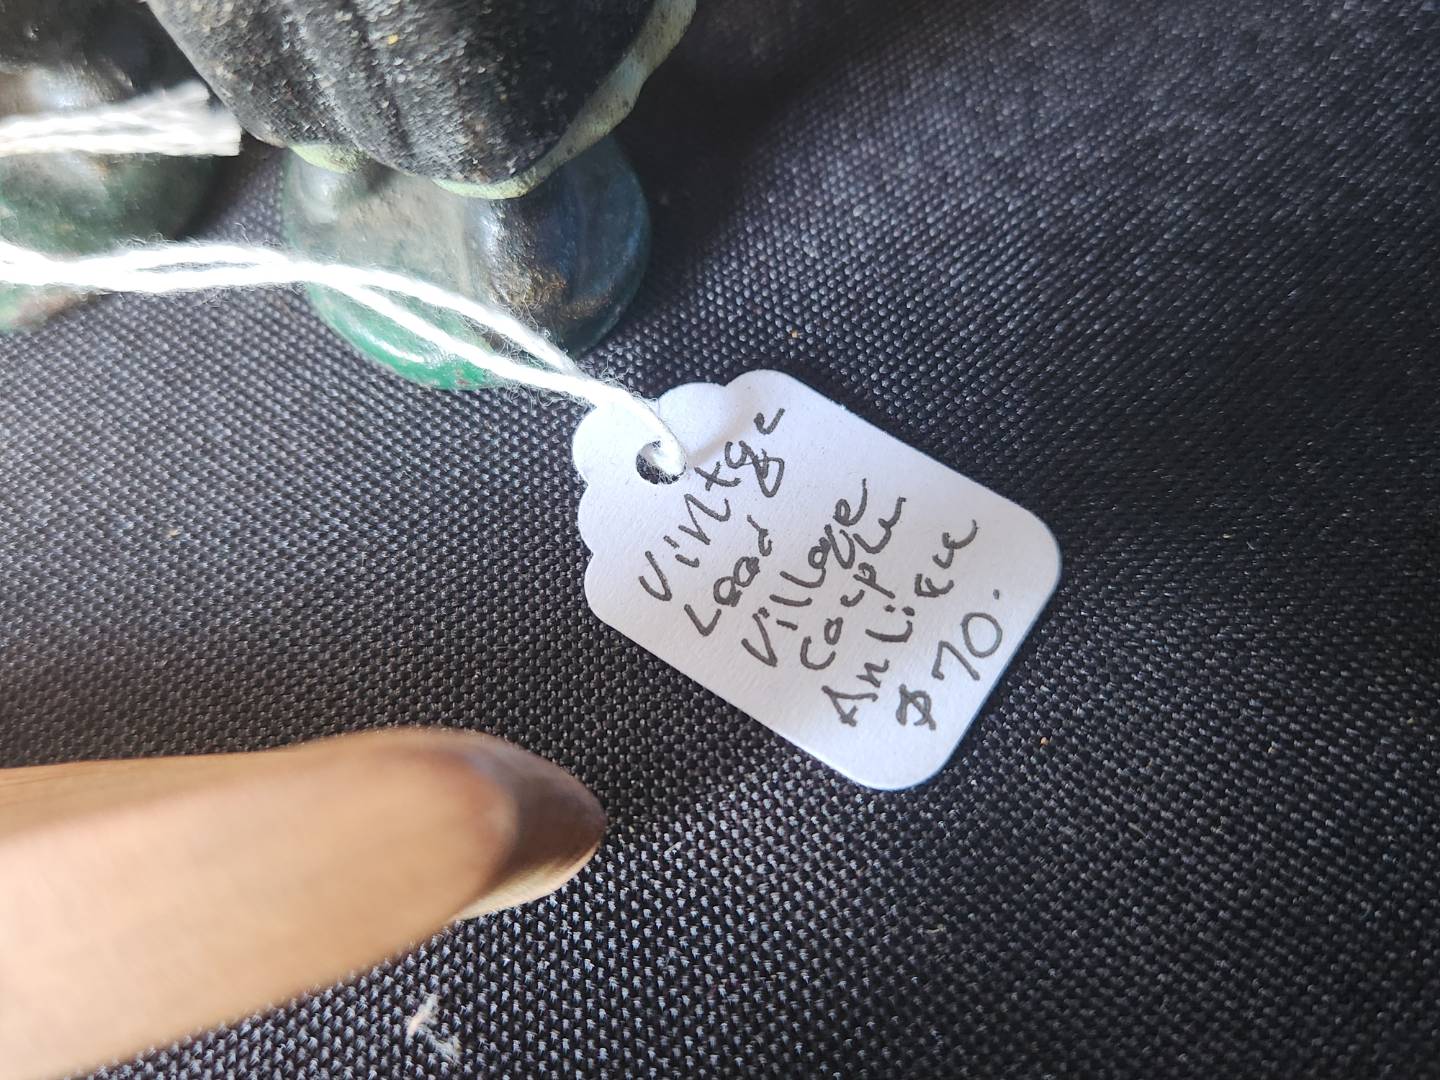 Vintge
Lead
Village
Couple
Antique
$70.